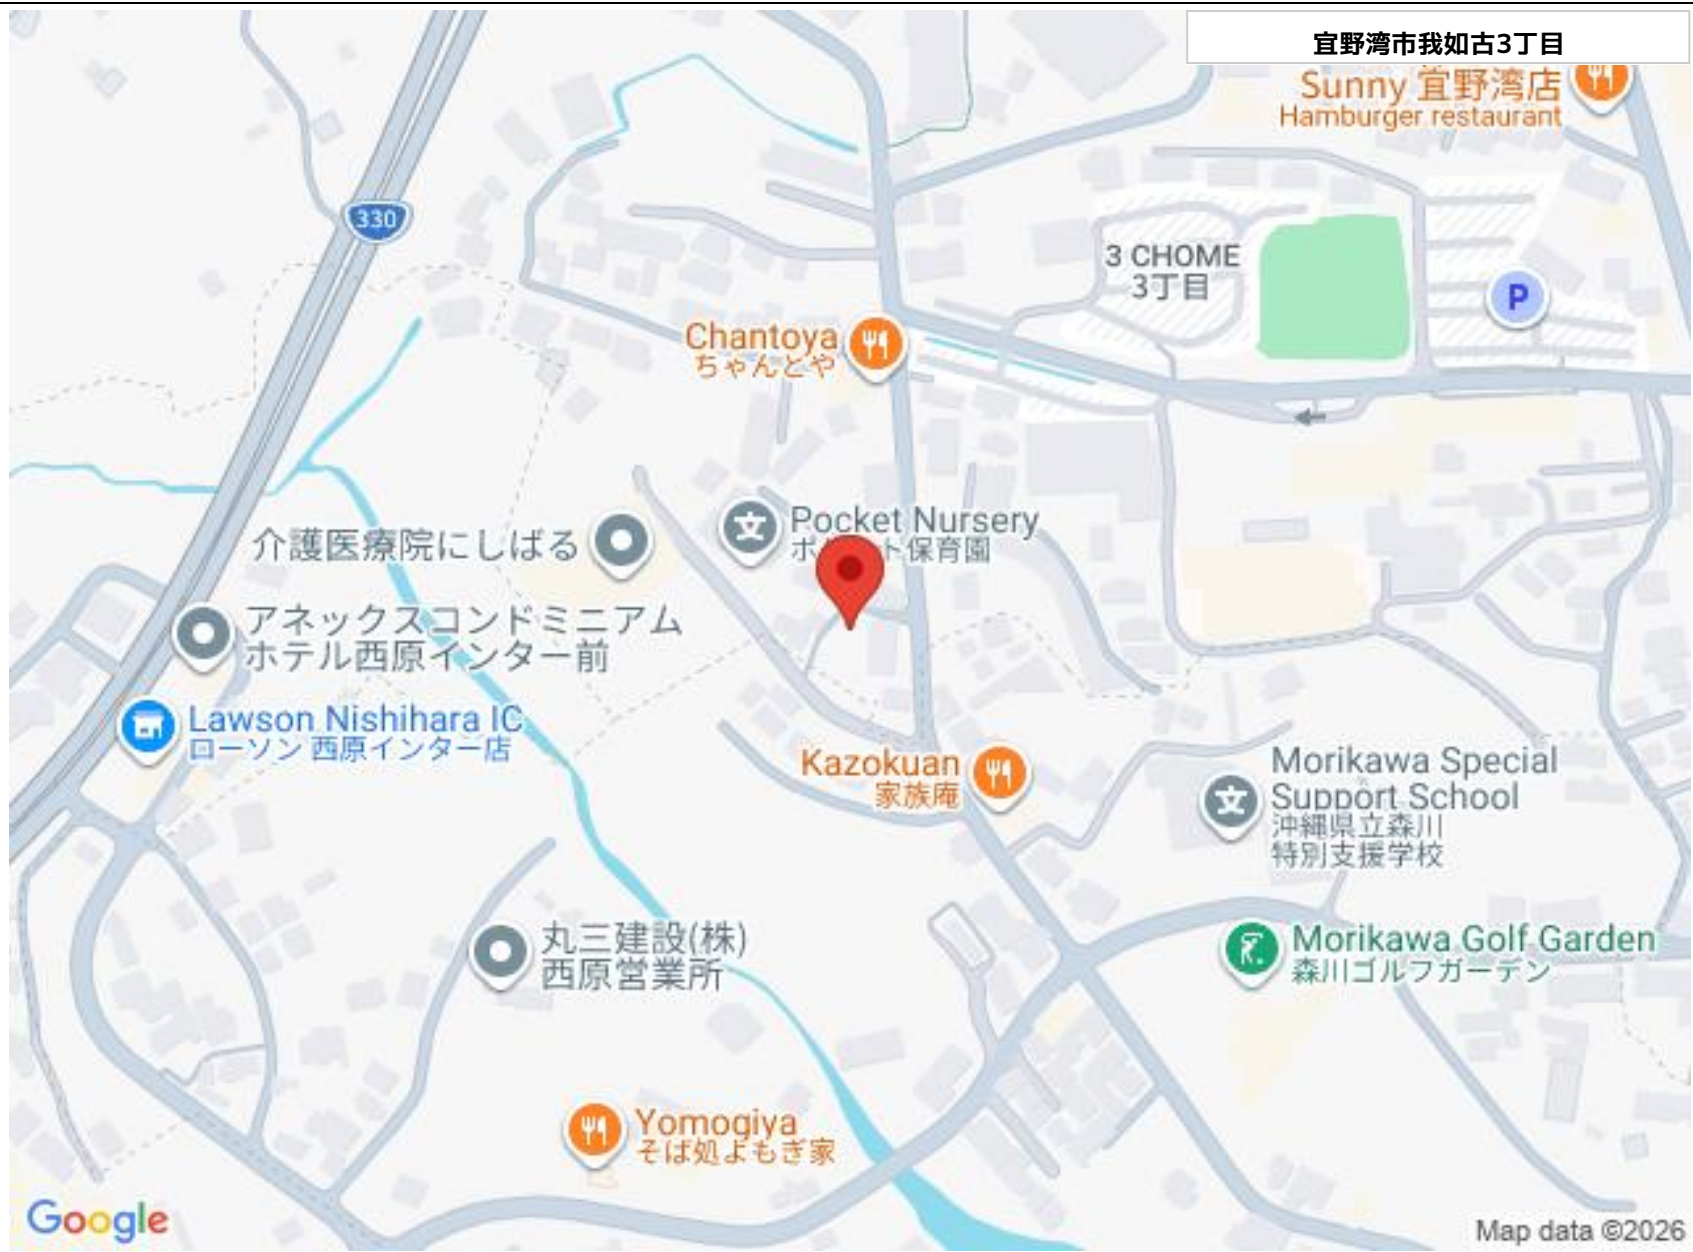 宜野湾市我如古3丁目
Sunny 宜野湾店
Hamburger restaurant
330
3 CHOME
3丁目
P
Chantoya
ちゃんとや
Pocket Nursery
ポ ット保育園
介護医療院にしばる
アネックスコンドミニアム
ホテル西原インター前
Lawson Nishihara IC
ローソン 西原インター店
Kazokuan
家族庵
Morikawa Special
Support School
沖縄県立森川
特別支援学校
丸三建設(株)
西原営業所
Morikawa Golf Garden
森川ゴルフガーデン
Yomogiya
そば処よもぎ家
Google
Map data ©2026